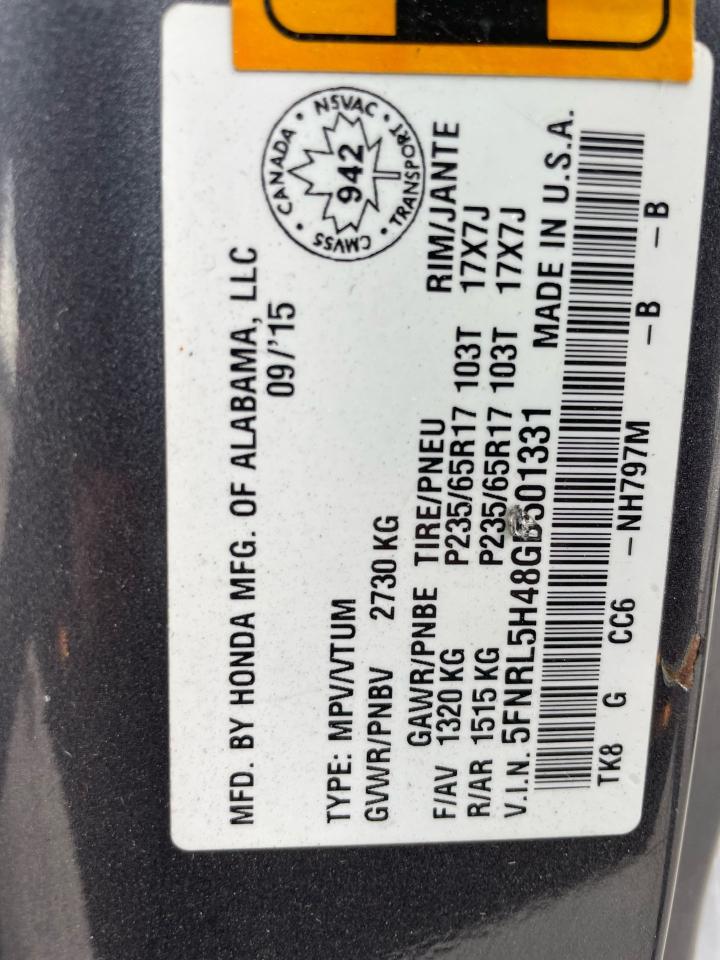 MFD. BY HONDA MFG. OF ALABAMA, LLC
09/'15
CANADA • NSVAC • TRANSPORT • CMVSS •
942
TYPE: MPV/VTUM
GVWR/PNBV 2730 KG
GAWR/PNBE TIRE/PNEU RIM/JANTE
F/AV 1320 KG P235/65R17 103T 17X7J
R/AR 1515 KG P235/65R17 103T 17X7J
V.I.N. 5FNRL5H48GB501331 MADE IN U.S.A.
TK8 G CC6 –NH797M –B –B